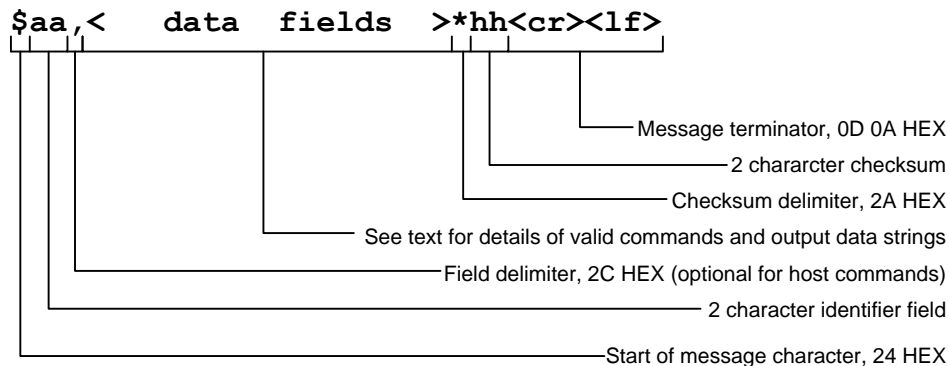 $aa,< data fields >*hh<cr><lf>
Message terminator, 0D 0A HEX
2 chararcter checksum
Checksum delimiter, 2A HEX
See text for details of valid commands and output data strings
Field delimiter, 2C HEX (optional for host commands)
2 character identifier field
Start of message character, 24 HEX